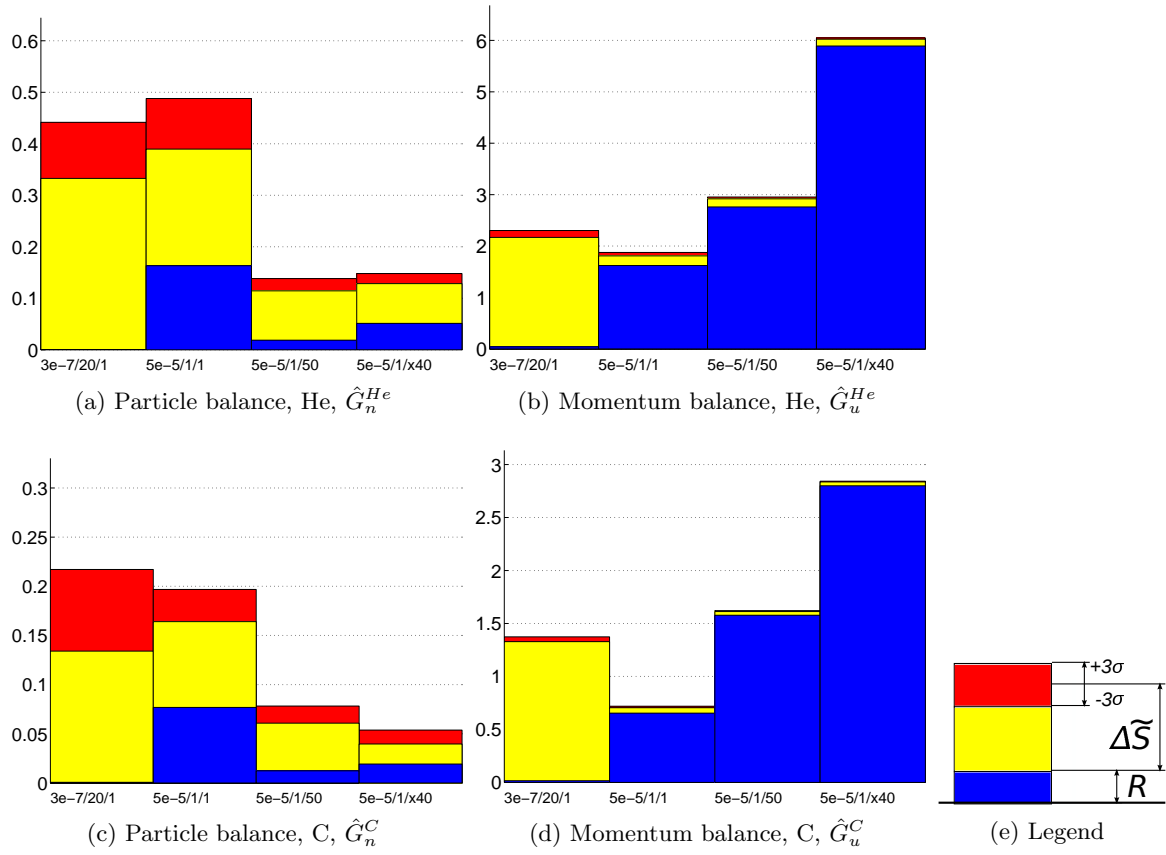 0.6
0.5
0.4
0.3
0.2
0.1
0
3e−7/20/1 5e−5/1/1 5e−5/1/50 5e−5/1/x40
(a) Particle balance, He, Ĝ_n^{He}
6
5
4
3
2
1
0
3e−7/20/1 5e−5/1/1 5e−5/1/50 5e−5/1/x40
(b) Momentum balance, He, Ĝ_u^{He}
0.3
0.25
0.2
0.15
0.1
0.05
0
3e−7/20/1 5e−5/1/1 5e−5/1/50 5e−5/1/x40
(c) Particle balance, C, Ĝ_n^C
3
2.5
2
1.5
1
0.5
0
3e−7/20/1 5e−5/1/1 5e−5/1/50 5e−5/1/x40
(d) Momentum balance, C, Ĝ_u^C
+3σ
-3σ
ΔS̃
R
(e) Legend